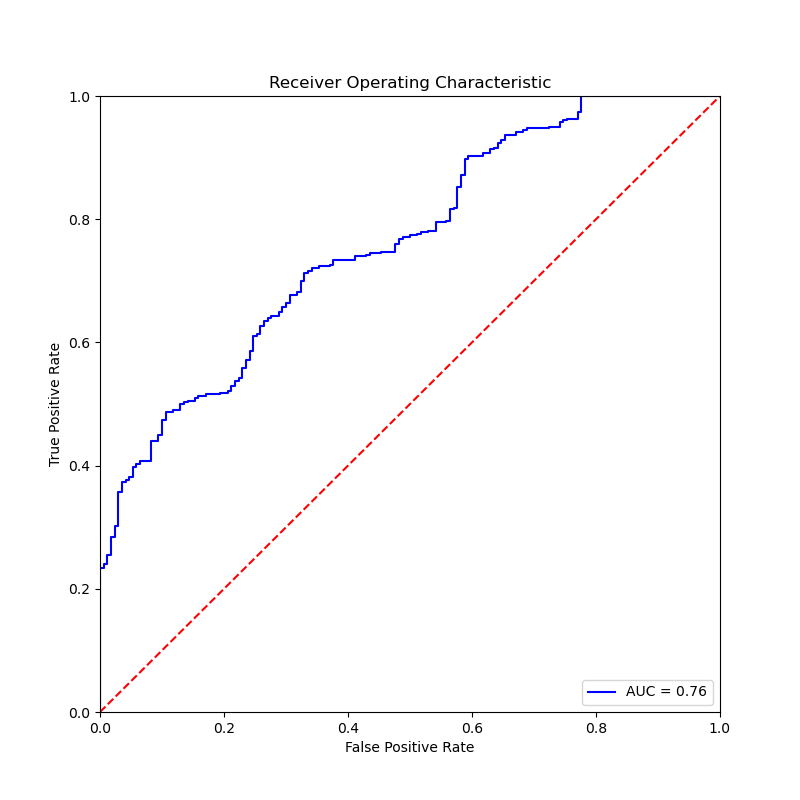 Receiver Operating Characteristic
1.0
0.8
0.6
0.4
0.2
0.0
True Positive Rate
AUC = 0.76
0.0 0.2 0.4 0.6 0.8 1.0
False Positive Rate